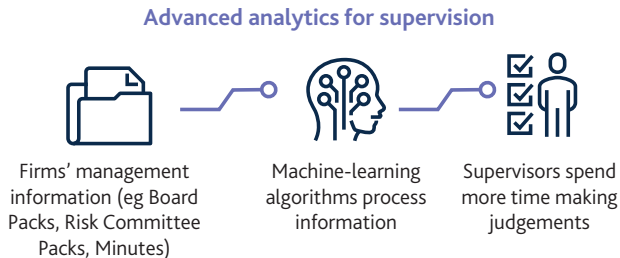 Advanced analytics for supervision
Firms' management
information (eg Board
Packs, Risk Committee
Packs, Minutes)
Machine-learning
algorithms process
information
Supervisors spend
more time making
judgements